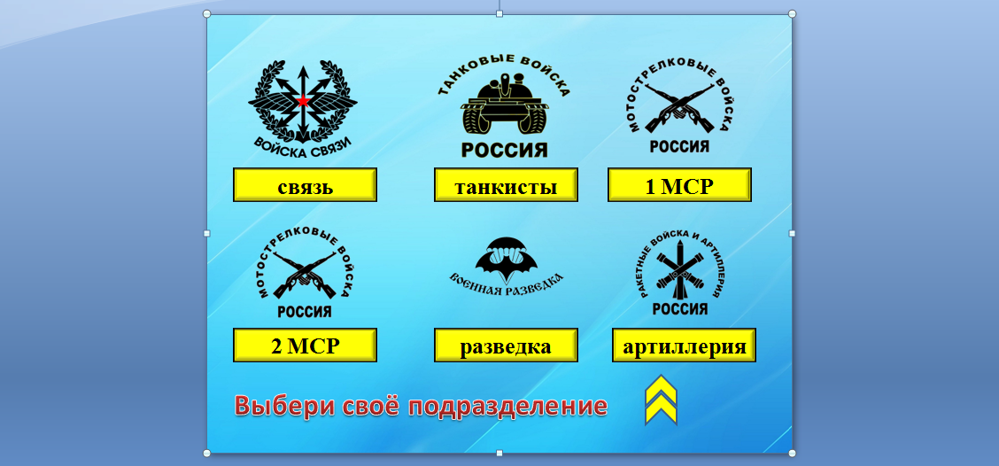 ВОЙСКА СВЯЗИ
ТАНКОВЫЕ ВОЙСКА
РОССИЯ
МОТОСТРЕЛКОВЫЕ ВОЙСКА
РОССИЯ
связь
танкисты
1 МСР
МОТОСТРЕЛКОВЫЕ ВОЙСКА
РОССИЯ
ВОЕННАЯ РАЗВЕДКА
РАКЕТНЫЕ ВОЙСКА И АРТИЛЛЕРИЯ
РОССИЯ
2 МСР
разведка
артиллерия
Выбери своё подразделение